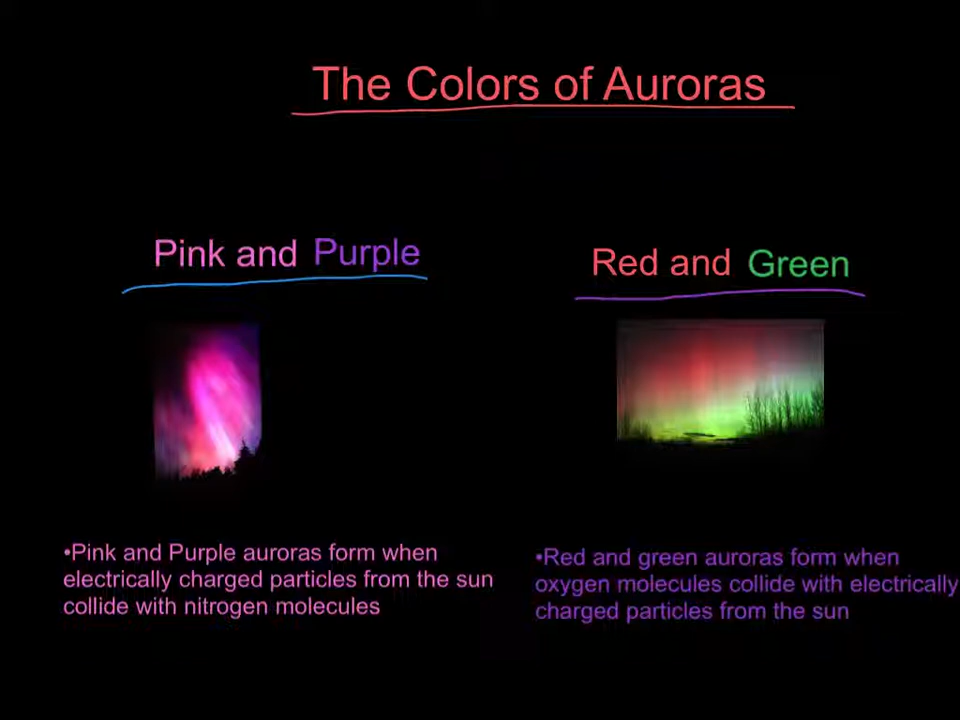 The Colors of Auroras
Pink and Purple
Red and Green
•Pink and Purple auroras form when
electrically charged particles from the sun
collide with nitrogen molecules
•Red and green auroras form when
oxygen molecules collide with electrically
charged particles from the sun